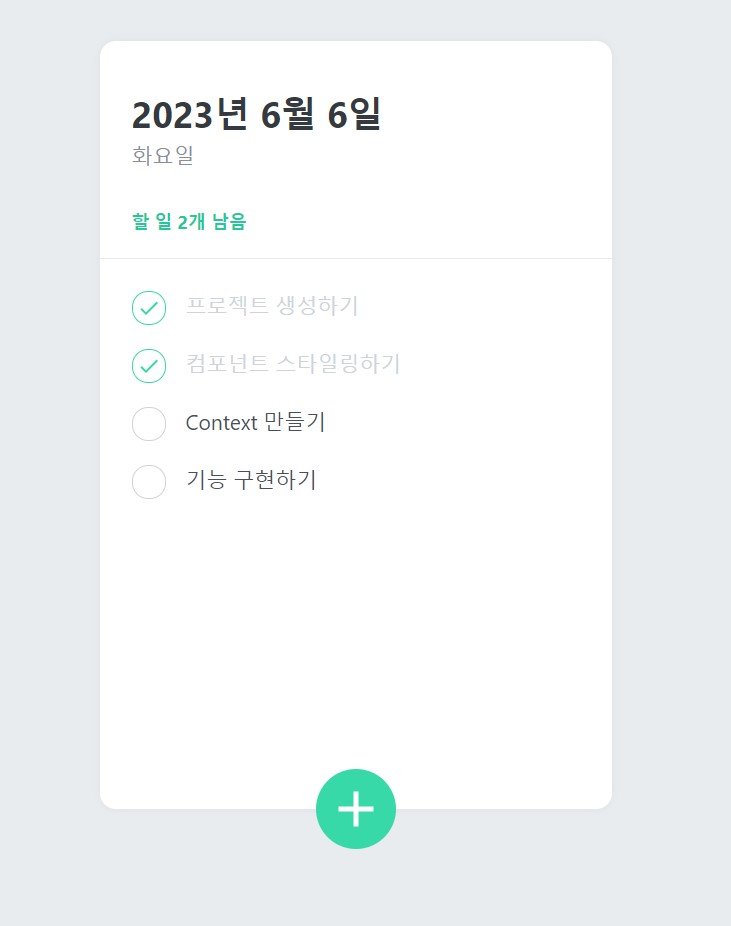 2023년 6월 6일
화요일
할 일 2개 남음
프로젝트 생성하기
컴포넌트 스타일링하기
Context 만들기
기능 구현하기